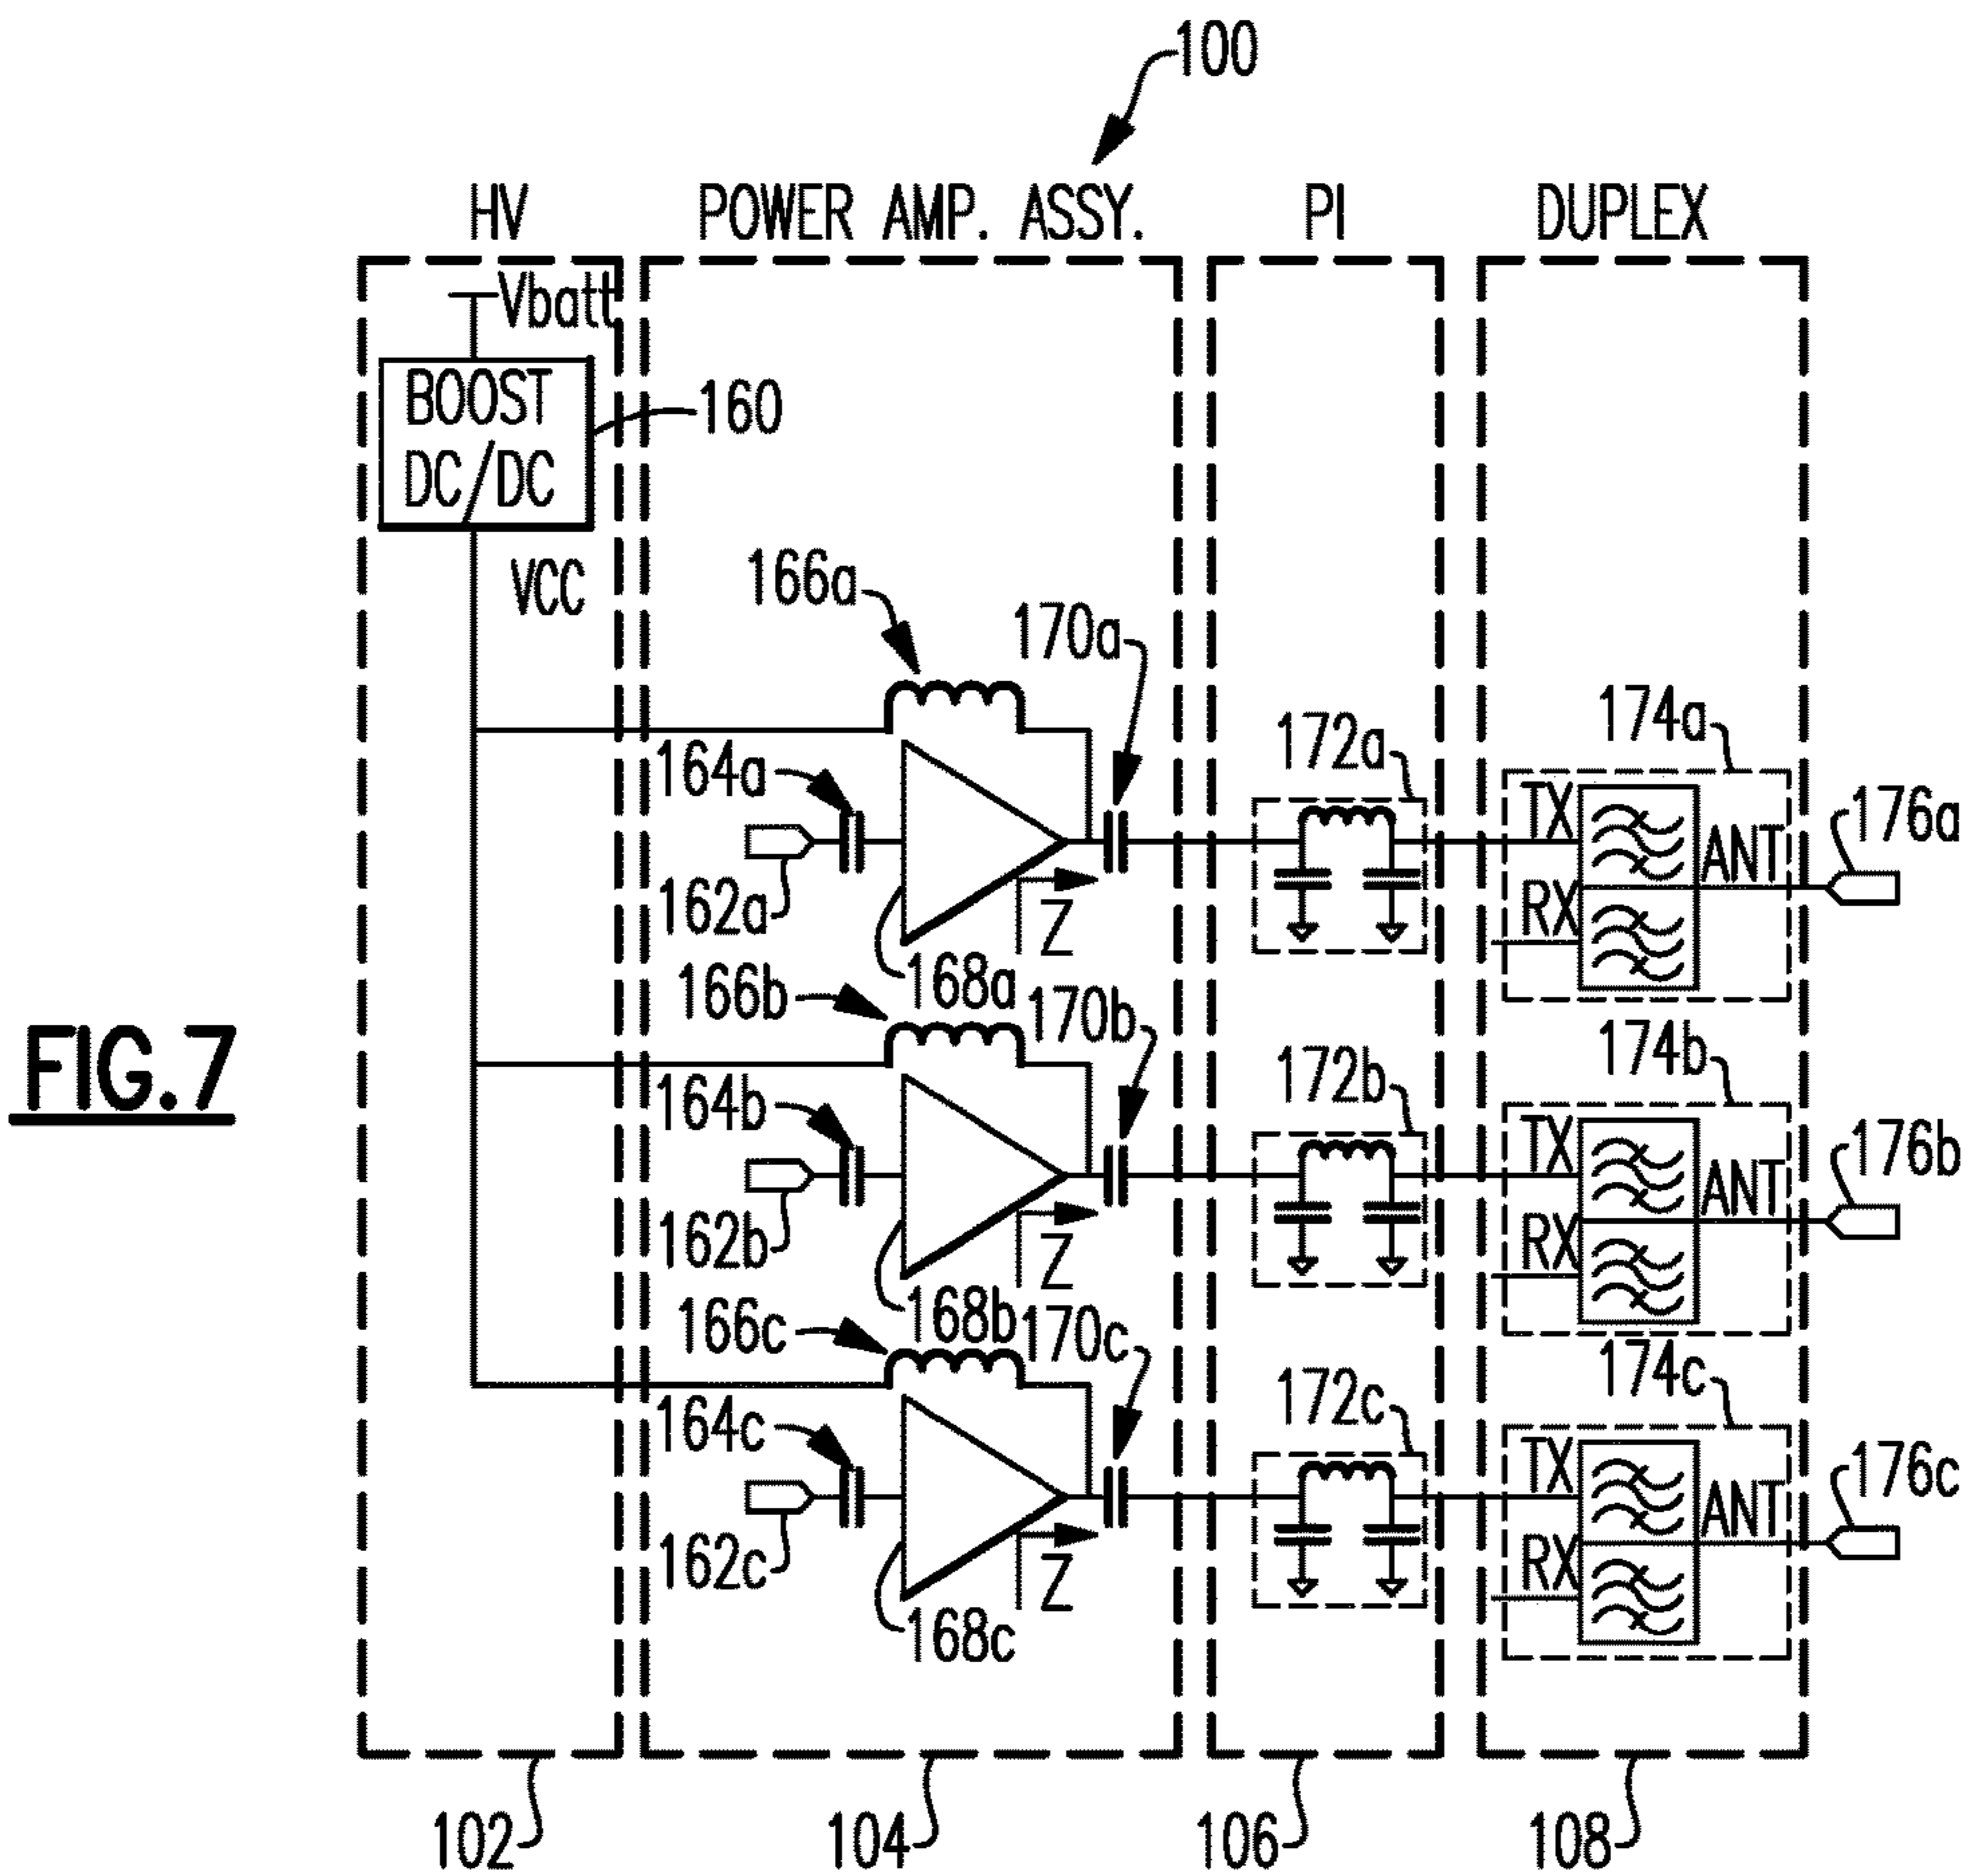 100
HV POWER AMP. ASSY. PI DUPLEX
Vbatt
BOOST
DC/DC
160
VCC
166a
170a
164a
172a
174a
162a
TX
RX
ANT
176a
Z
168a
166b
170b
FIG.7
164b
172b
174b
162b
TX
RX
ANT
176b
Z
168b
166c
170c
164c
172c
174c
162c
TX
RX
ANT
176c
Z
168c
102 104 106 108